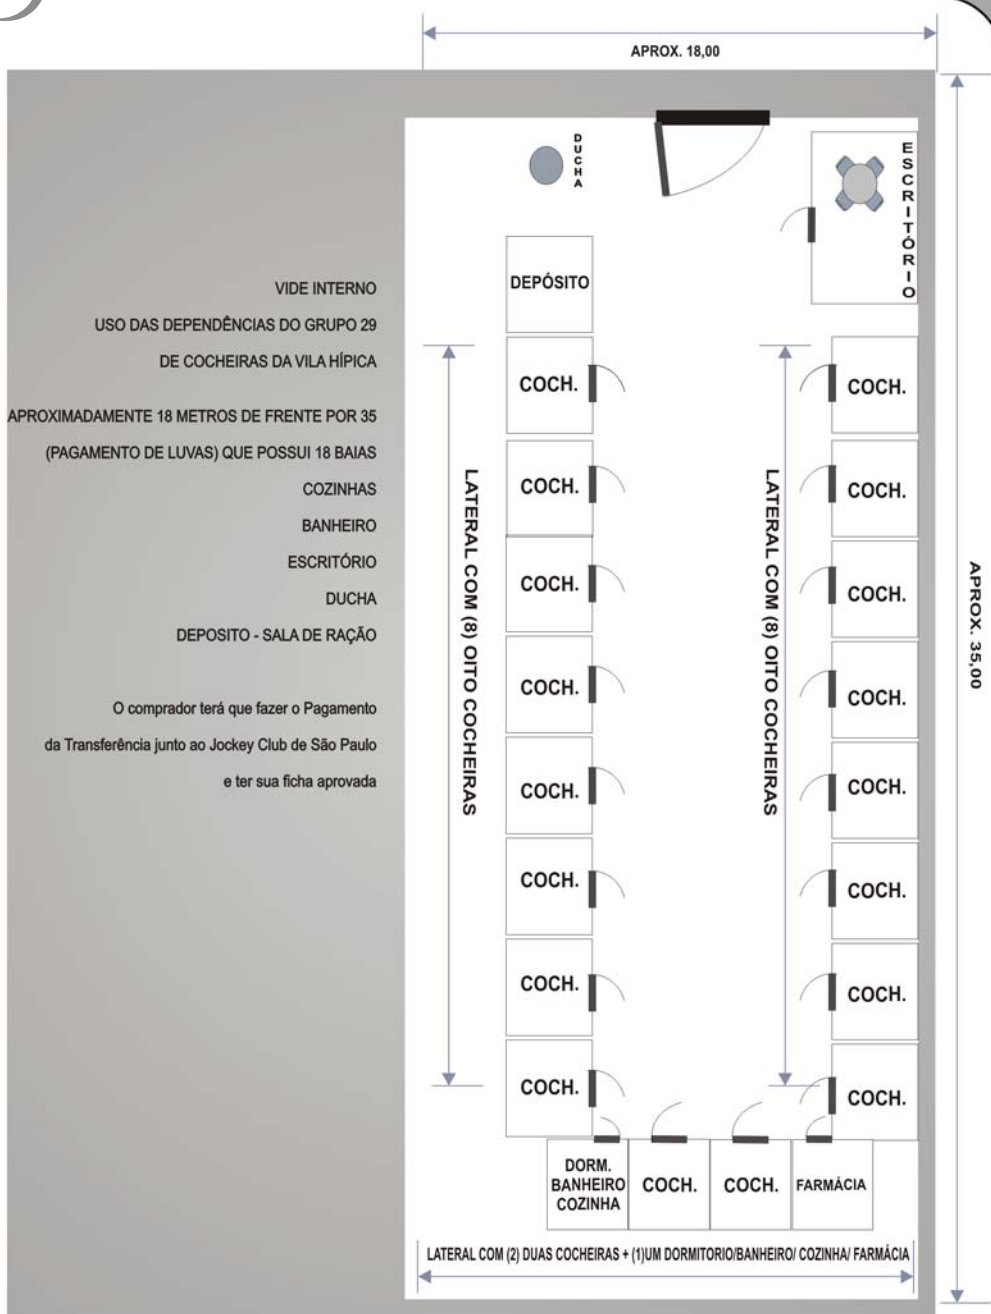 APROX. 18,00
DUCHA
ESCRITÓRIO
DEPÓSITO
VIDE INTERNO
USO DAS DEPENDÊNCIAS DO GRUPO 29
DE COCHEIRAS DA VILA HÍPICA
APROXIMADAMENTE 18 METROS DE FRENTE POR 35
(PAGAMENTO DE LUVAS) QUE POSSUI 18 BAIAS
COZINHAS
BANHEIRO
ESCRITÓRIO
DUCHA
DEPOSITO - SALA DE RAÇÃO
O comprador terá que fazer o Pagamento
da Transferência junto ao Jockey Club de São Paulo
e ter sua ficha aprovada
LATERAL COM (8) OITO COCHEIRAS
COCH.
COCH.
COCH.
COCH.
COCH.
COCH.
COCH.
COCH.
LATERAL COM (8) OITO COCHEIRAS
COCH.
COCH.
COCH.
COCH.
COCH.
COCH.
COCH.
COCH.
APROX. 35,00
DORM.
BANHEIRO
COZINHA
COCH.
COCH.
FARMÁCIA
LATERAL COM (2) DUAS COCHEIRAS + (1)UM DORMITORIO/BANHEIRO/ COZINHA/ FARMÁCIA